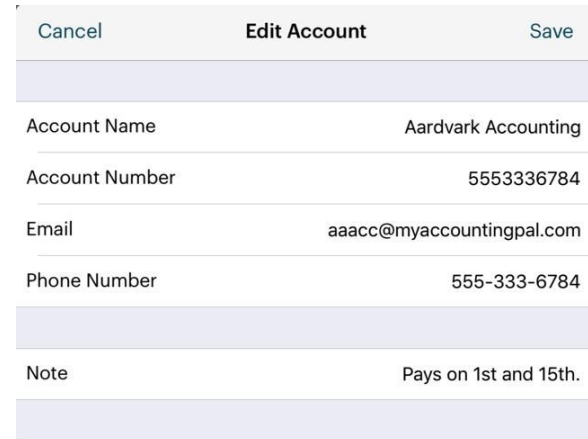 Cancel Edit Account Save
Account Name Aardvark Accounting
Account Number 5553336784
Email aaacc@myaccountingpal.com
Phone Number 555-333-6784
Note Pays on 1st and 15th.